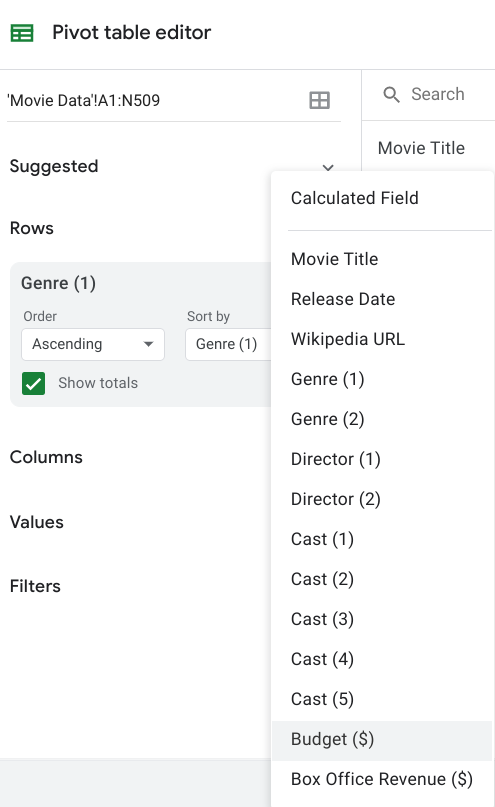 Pivot table editor
'Movie Data'!A1:N509
Search
Movie Title
Suggested
Rows
Genre (1)
Order
Sort by
Ascending
Genre (1)
Show totals
Columns
Values
Filters
Calculated Field
Movie Title
Release Date
Wikipedia URL
Genre (1)
Genre (2)
Director (1)
Director (2)
Cast (1)
Cast (2)
Cast (3)
Cast (4)
Cast (5)
Budget ($)
Box Office Revenue ($)